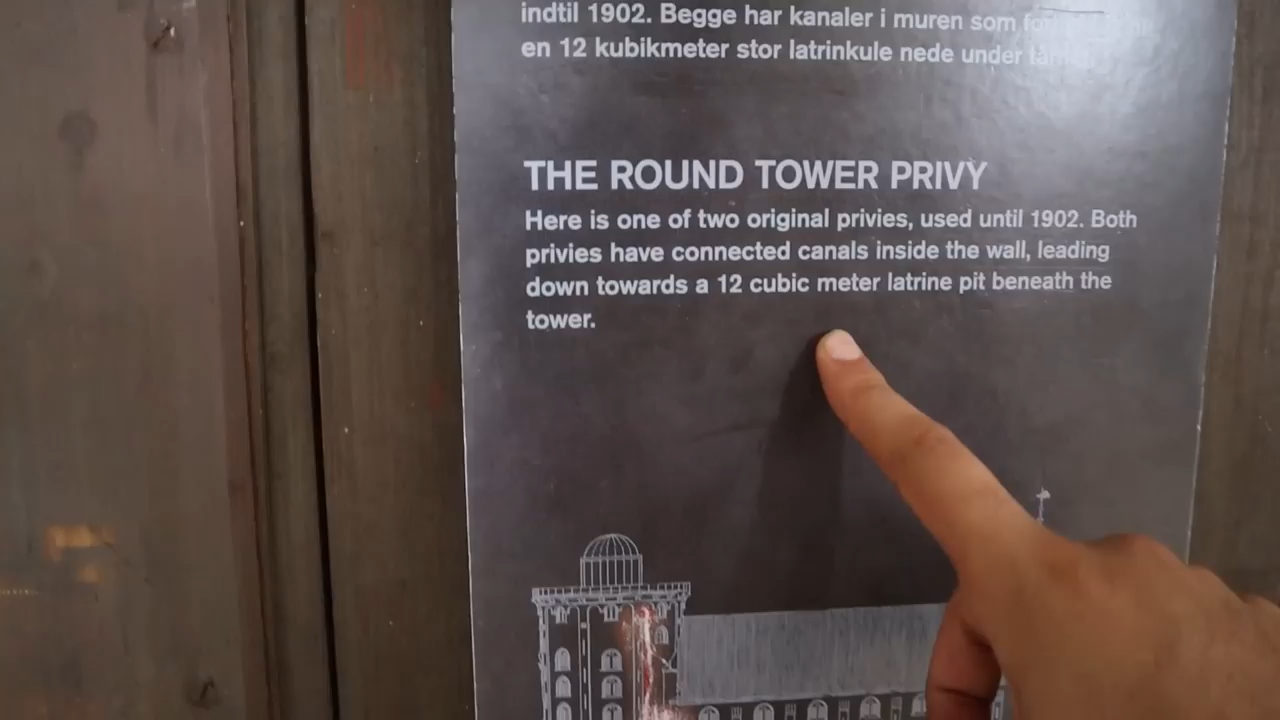 indtil 1902. Begge har kanaler i muren som
en 12 kubikmeter stor latrinkule nede under
THE ROUND TOWER PRIVY
Here is one of two original privies, used until 1902. Both
privies have connected canals inside the wall, leading
down towards a 12 cubic meter latrine pit beneath the
tower.